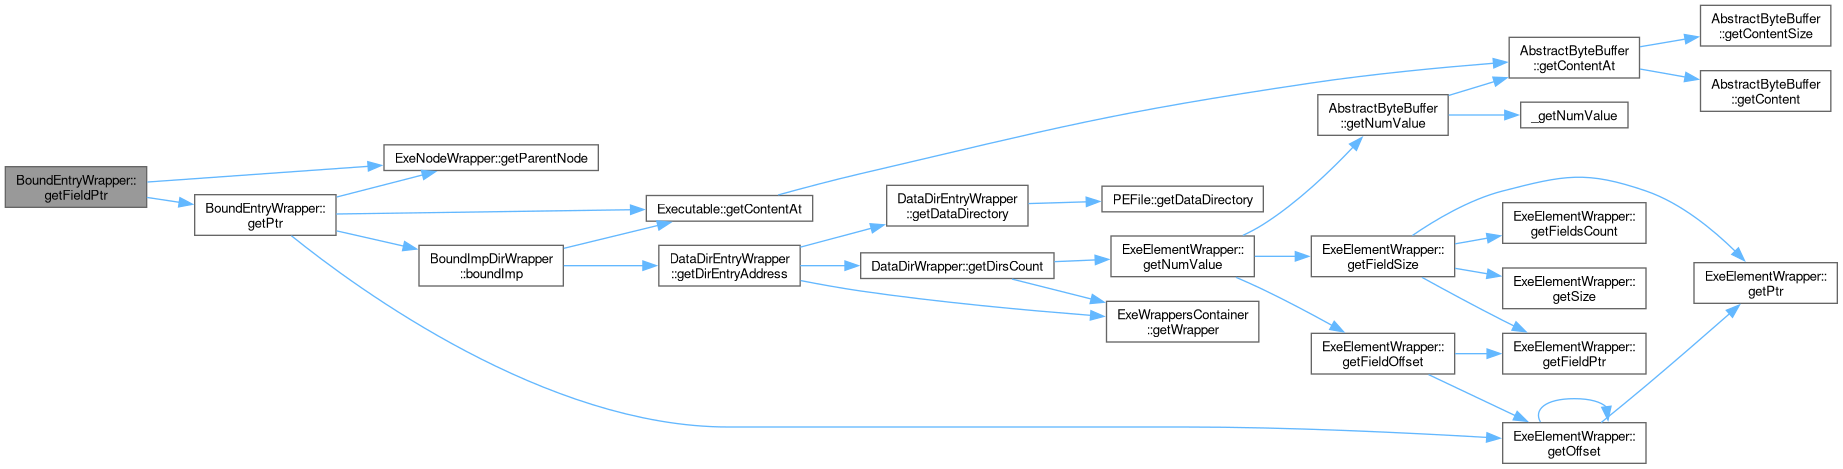 BoundEntryWrapper::
getFieldPtr
ExeNodeWrapper::getParentNode
BoundEntryWrapper::
getPtr
BoundImpDirWrapper
::boundImp
Executable::getContentAt
DataDirEntryWrapper
::getDirEntryAddress
DataDirEntryWrapper
::getDataDirectory
DataDirWrapper::getDirsCount
PEFile::getDataDirectory
ExeElementWrapper::
getNumValue
ExeWrappersContainer
::getWrapper
AbstractByteBuffer
::getNumValue
ExeElementWrapper::
getFieldSize
ExeElementWrapper::
getFieldOffset
AbstractByteBuffer
::getContentAt
_getNumValue
ExeElementWrapper::
getFieldsCount
ExeElementWrapper::
getSize
ExeElementWrapper::
getFieldPtr
ExeElementWrapper::
getOffset
AbstractByteBuffer
::getContentSize
AbstractByteBuffer
::getContent
ExeElementWrapper::
getPtr